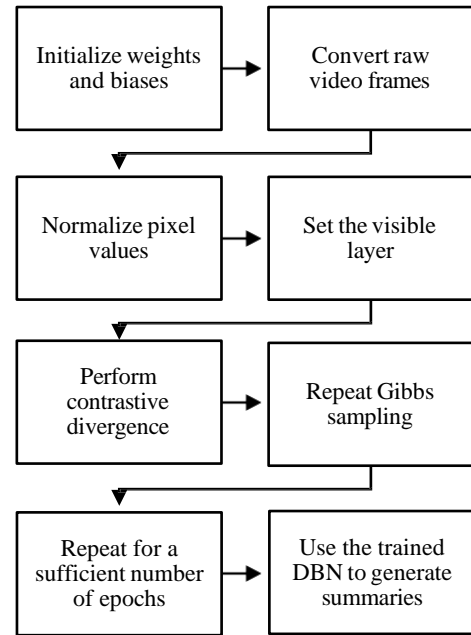 Initialize weights
and biases
Convert raw
video frames
Normalize pixel
values
Set the visible
layer
Perform
contrastive
divergence
Repeat Gibbs
sampling
Repeat for a
sufficient number
of epochs
Use the trained
DBN to generate
summaries